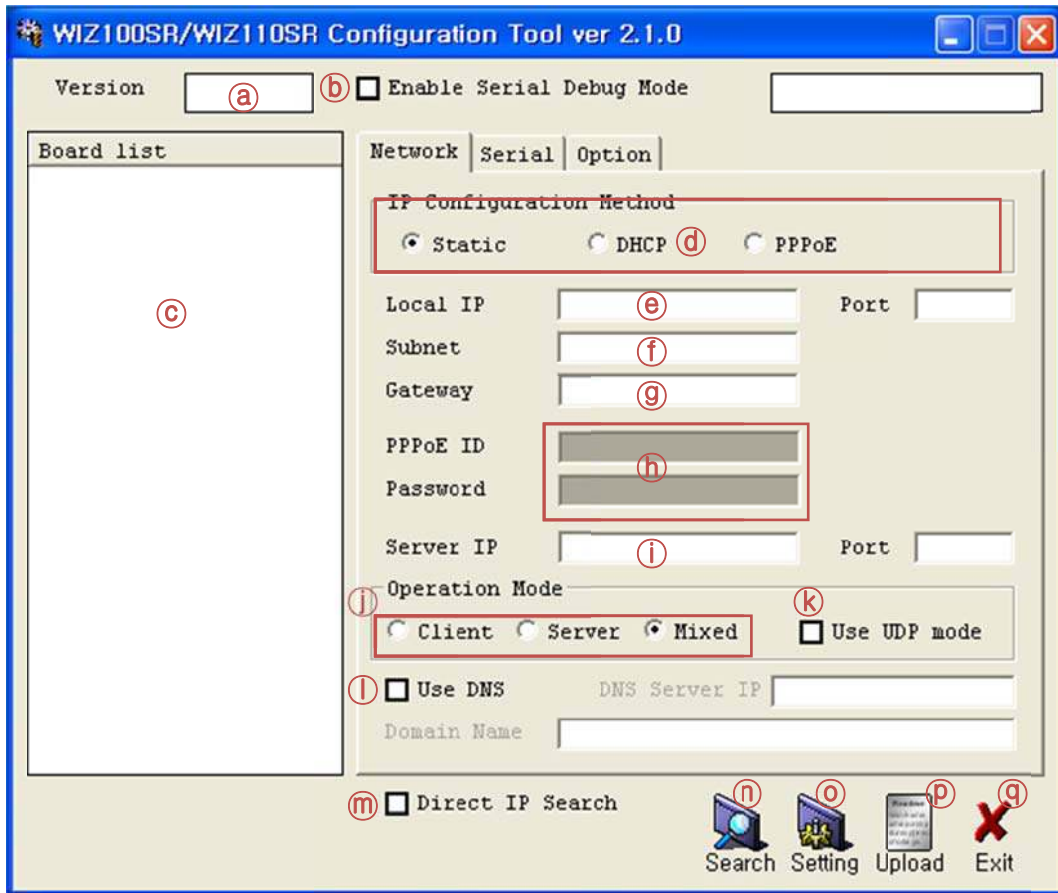 WIZ100SR/WIZ110SR Configuration Tool ver 2.1.0
Version ⓐ ⓑ Enable Serial Debug Mode
Board list
ⓒ
Network Serial Option
IP Configuration Method
Static DHCP ⓓ PPPoE
Local IP ⓔ Port
Subnet ⓕ
Gateway ⓖ
PPPoE ID
ⓗ
Password
Server IP ⓘ Port
Operation Mode
ⓙ ⓚ
Client Server Mixed Use UDP mode
ⓛ Use DNS DNS Server IP
Domain Name
ⓜ Direct IP Search
ⓝ ⓞ ⓟ ⓠ
Search Setting Upload Exit